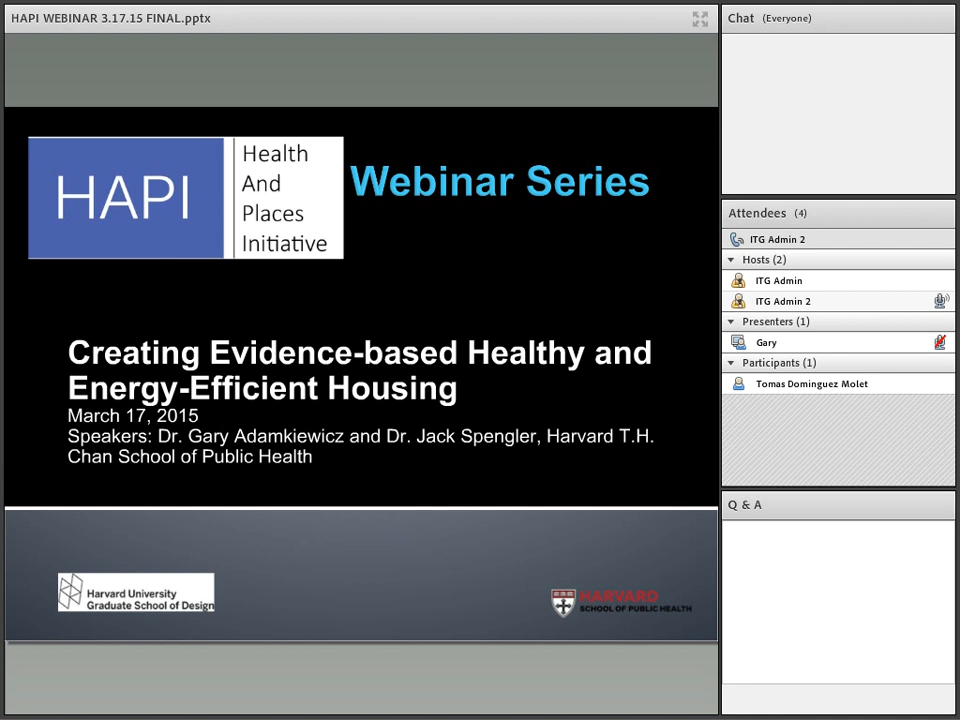 HAPI WEBINAR 3.17.15 FINAL.pptx
HAPI
Health
And
Places
Initiative
Webinar Series
Creating Evidence-based Healthy and
Energy-Efficient Housing
March 17, 2015
Speakers: Dr. Gary Adamkiewicz and Dr. Jack Spengler, Harvard T.H.
Chan School of Public Health
Harvard University
Graduate School of Design
HARVARD
SCHOOL OF PUBLIC HEALTH
Chat (Everyone)
Attendees (4)
ITG Admin 2
Hosts (2)
ITG Admin
ITG Admin 2
Presenters (1)
Gary
Participants (1)
Tomas Dominguez Molet
Q & A